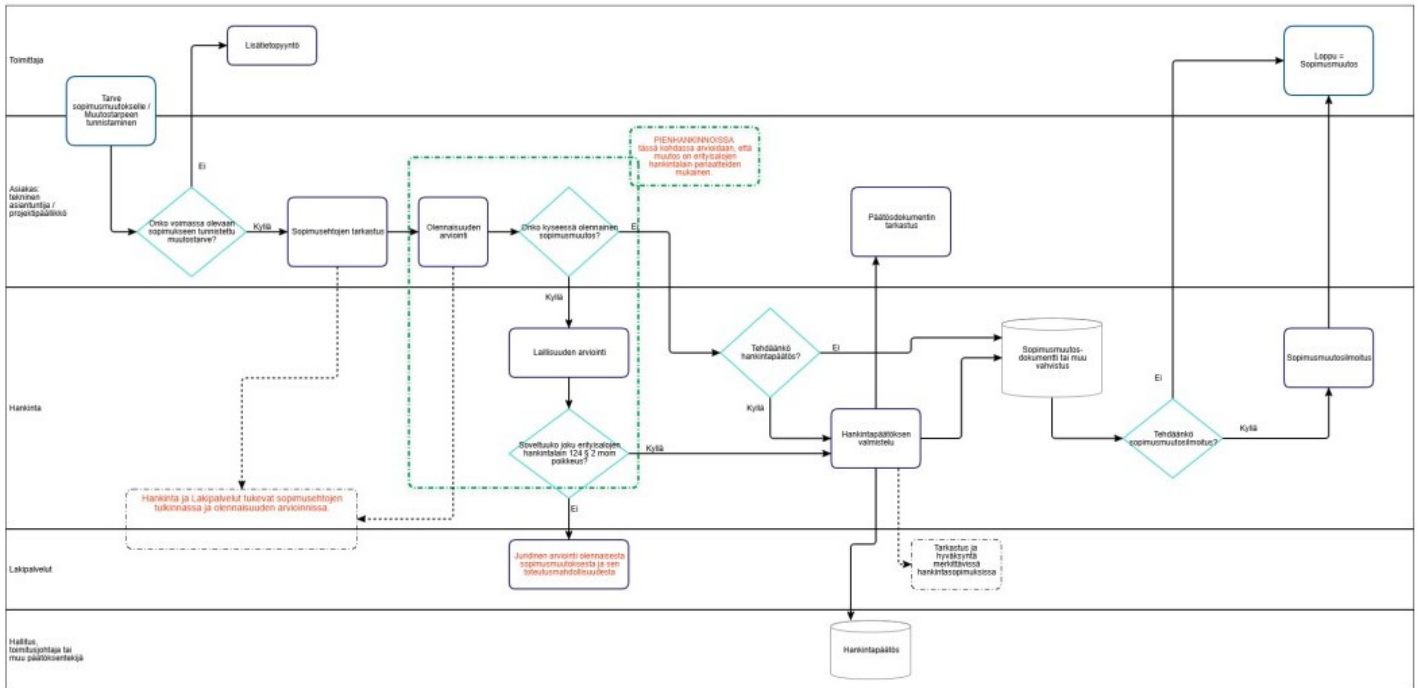 Toimittaja
Lisätietopyyntö
Loppu =
Sopimusmuutos
Tarve
sopimusmuutokselle /
Muutostarpeen
tunnistaminen
Asiakas:
tekninen
asiantuntija /
projektipäällikkö
PIENHANKINNOISSA
tässä kohdassa arvioidaan, että
muutos on erityisalojen
hankintalain periaatteiden
mukainen.
Ei
Onko voimassa olevaan
sopimukseen tunnistettu
muutostarve?
Kyllä
Sopimusehtojen tarkastus
Olennaisuuden
arviointi
Onko kyseessä olennainen
sopimusmuutos?
Ei
Kyllä
Päätösdokumentin
tarkastus
Hankinta
Laillisuuden arviointi
Soveltuuko joku erityisalojen
hankintalain 124 § 2 mom
poikkeus?
Kyllä
Ei
Tehdäänkö
hankintapäätös?
Ei
Kyllä
Hankintapäätöksen
valmistelu
Sopimusmuutos-
dokumentti tai muu
vahvistus
Ei
Tehdäänkö
sopimusmuutosilmoitus?
Kyllä
Sopimusmuutosilmoitus
Hankinta ja Lakipalvelut tukevat sopimusehtojen
tulkinnassa ja olennaisuuden arvioinnissa.
Lakipalvelut
Juridinen arviointi olennaisesta
sopimusmuutoksesta ja sen
toteutusmahdollisuudesta
Tarkastus ja
hyväksyntä
merkittävissä
hankintasopimuksissa
Hallitus,
toimitusjohtaja tai
muu päätöksentekijä
Hankintapäätös